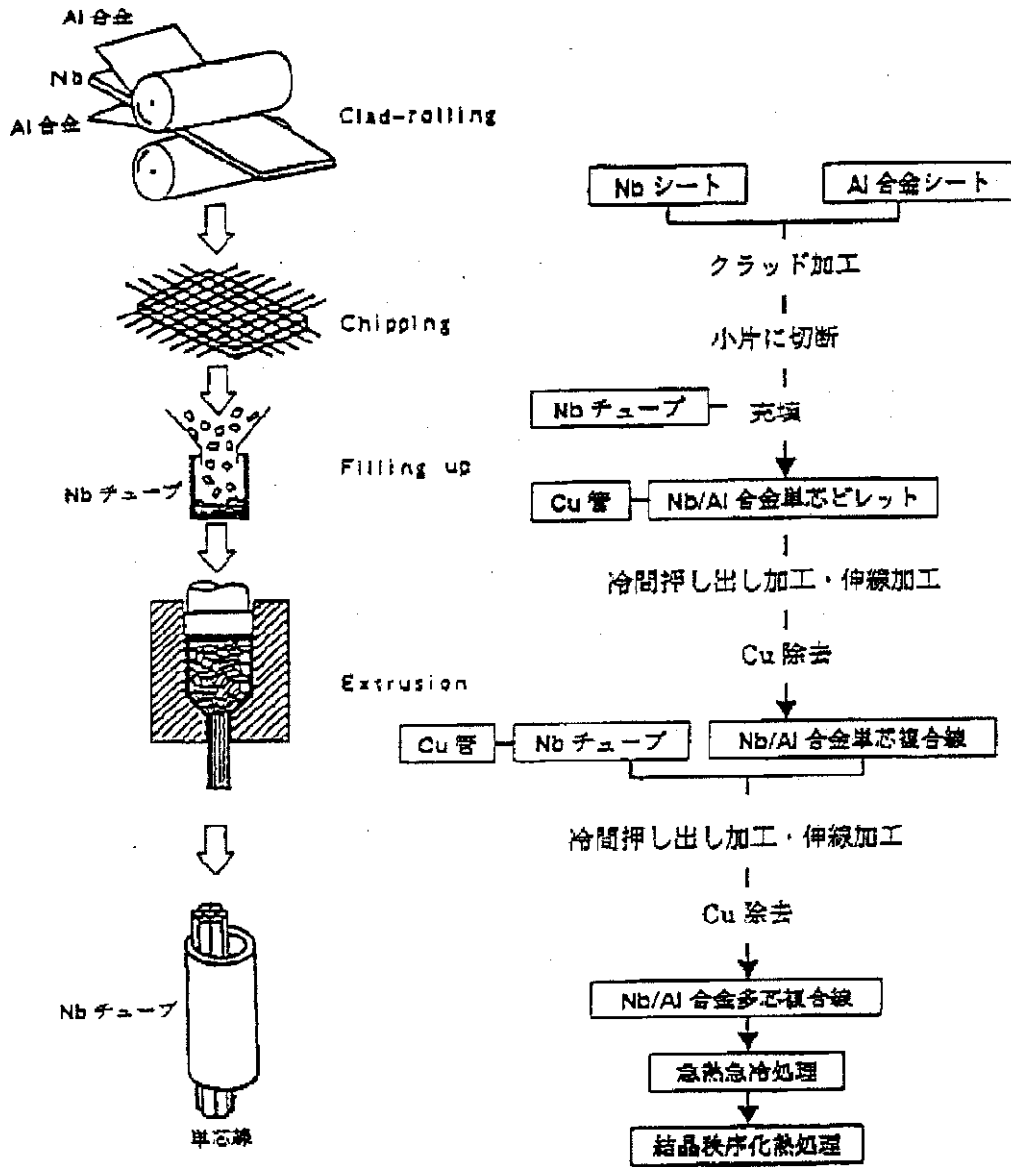 Al 合金
Nb
Al 合金
Clad-rolling
Chipping
Filling up
Nb チューブ
Extrusion
Nb チューブ
単芯線
Nb シート
Al 合金シート
クラッド加工
小片に切断
Nb チューブ
充填
Cu 管
Nb/Al 合金単芯ビレット
冷間押し出し加工・伸線加工
Cu 除去
Cu 管
Nb チューブ
Nb/Al 合金単芯複合線
冷間押し出し加工・伸線加工
Cu 除去
Nb/Al 合金多芯複合線
急熱急冷処理
結晶秩序化熱処理